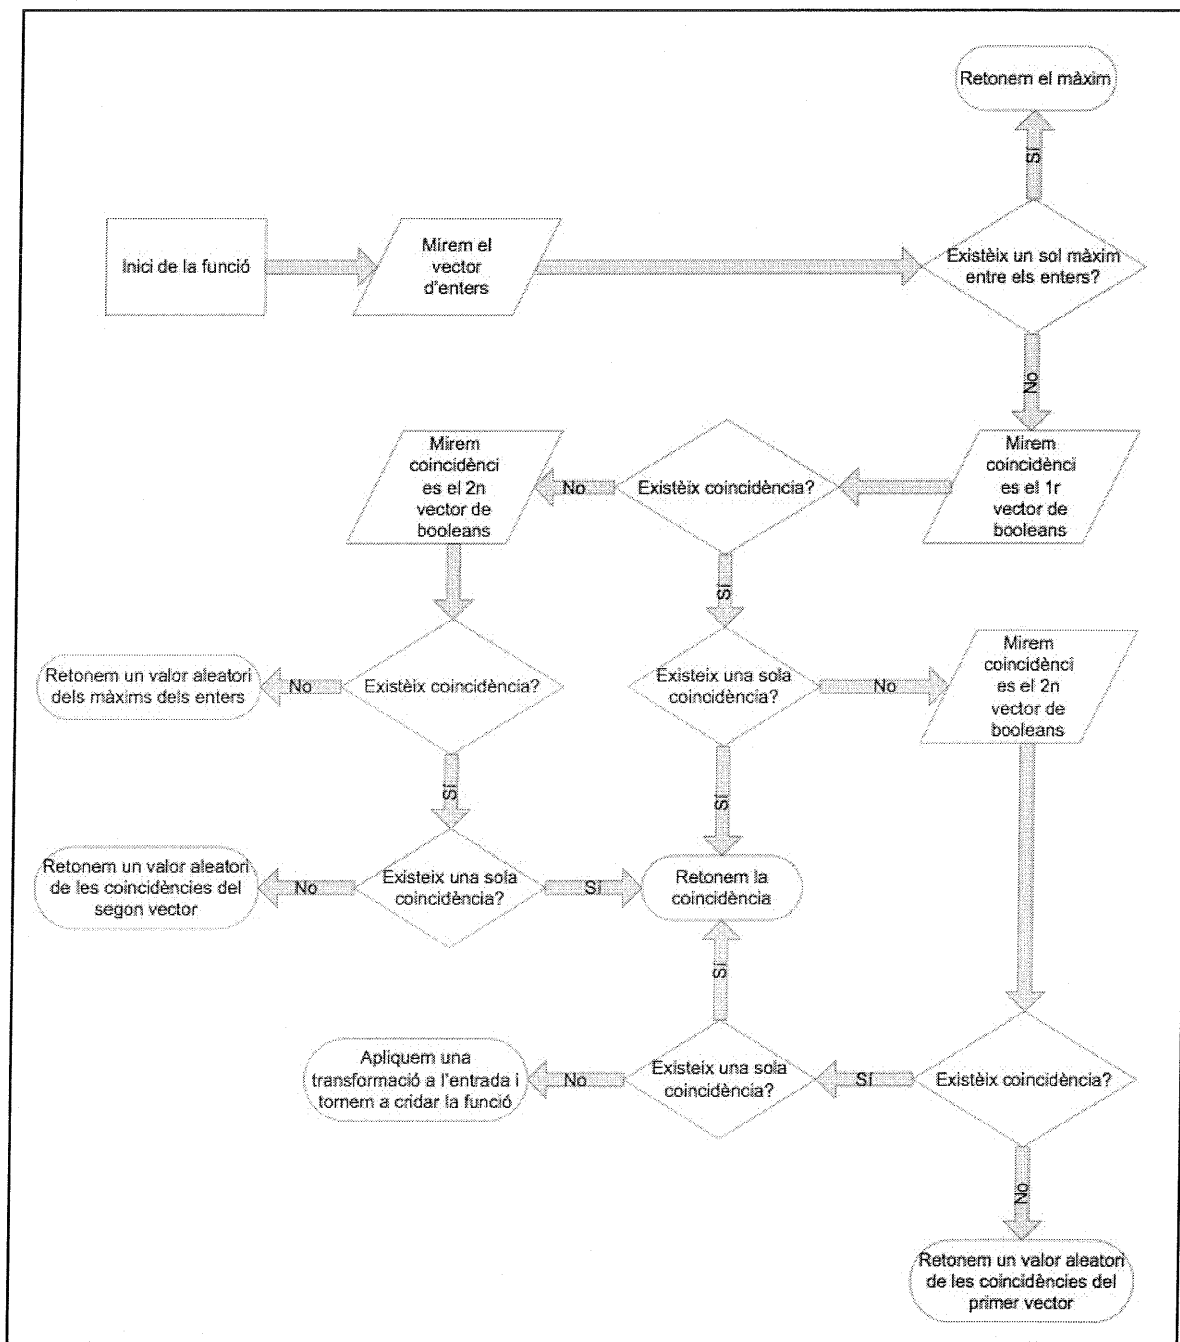 Retonem el màxim
Sí
Inici de la funció
Mirem el
vector
d'enters
Existèix un sol màxim
entre els enters?
No
Mirem
coincidènci
es el 1r
vector de
booleans
Existèix coincidència?
No
Mirem
coincidènci
es el 2n
vector de
booleans
Sí
Existeix una sola
coincidència?
No
Mirem
coincidènci
es el 2n
vector de
booleans
Existèix coincidència?
No
Retonem un valor aleatori
dels màxims dels enters
Sí
Sí
Existeix una sola
coincidència?
No
Retonem un valor aleatori
de les coincidències del
segon vector
Sí
Retonem la
coincidència
Sí
Existèix coincidència?
Sí
Existeix una sola
coincidència?
No
Apliquem una
transformació a l'entrada i
tornem a cridar la funció
No
Retonem un valor aleatori
de les coincidències del
primer vector